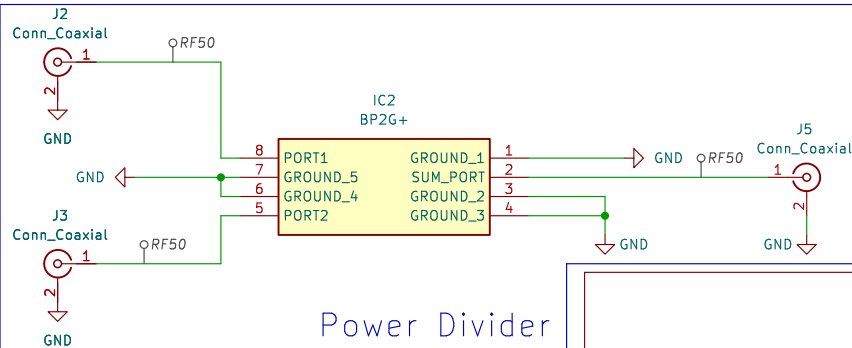 J2
Conn_Coaxial
1
RF50
2
GND
IC2
BP2G+
8 PORT1 GROUND_1 1 GND
GND 7 GROUND_5 SUM_PORT 2 RF50 1
6 GROUND_4 GROUND_2 3
5 PORT2 GROUND_3 4 GND
J5
Conn_Coaxial
2
GND
J3
Conn_Coaxial
1
RF50
2
GND
Power Divider